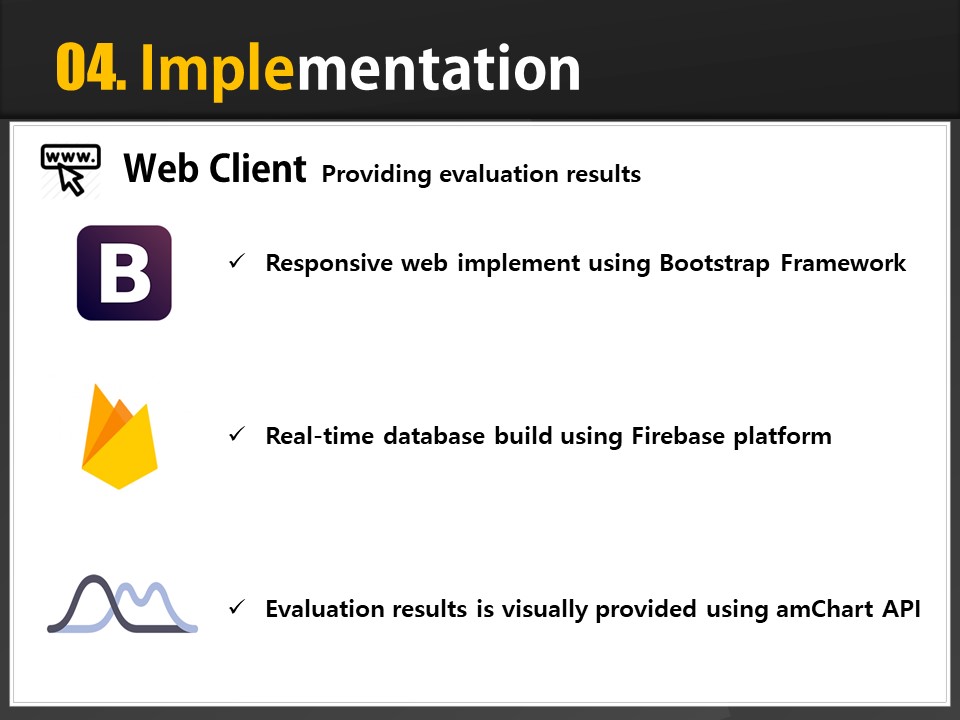 04. Implementation
www.
Web Client Providing evaluation results
B
✓ Responsive web implement using Bootstrap Framework
✓ Real-time database build using Firebase platform
✓ Evaluation results is visually provided using amChart API